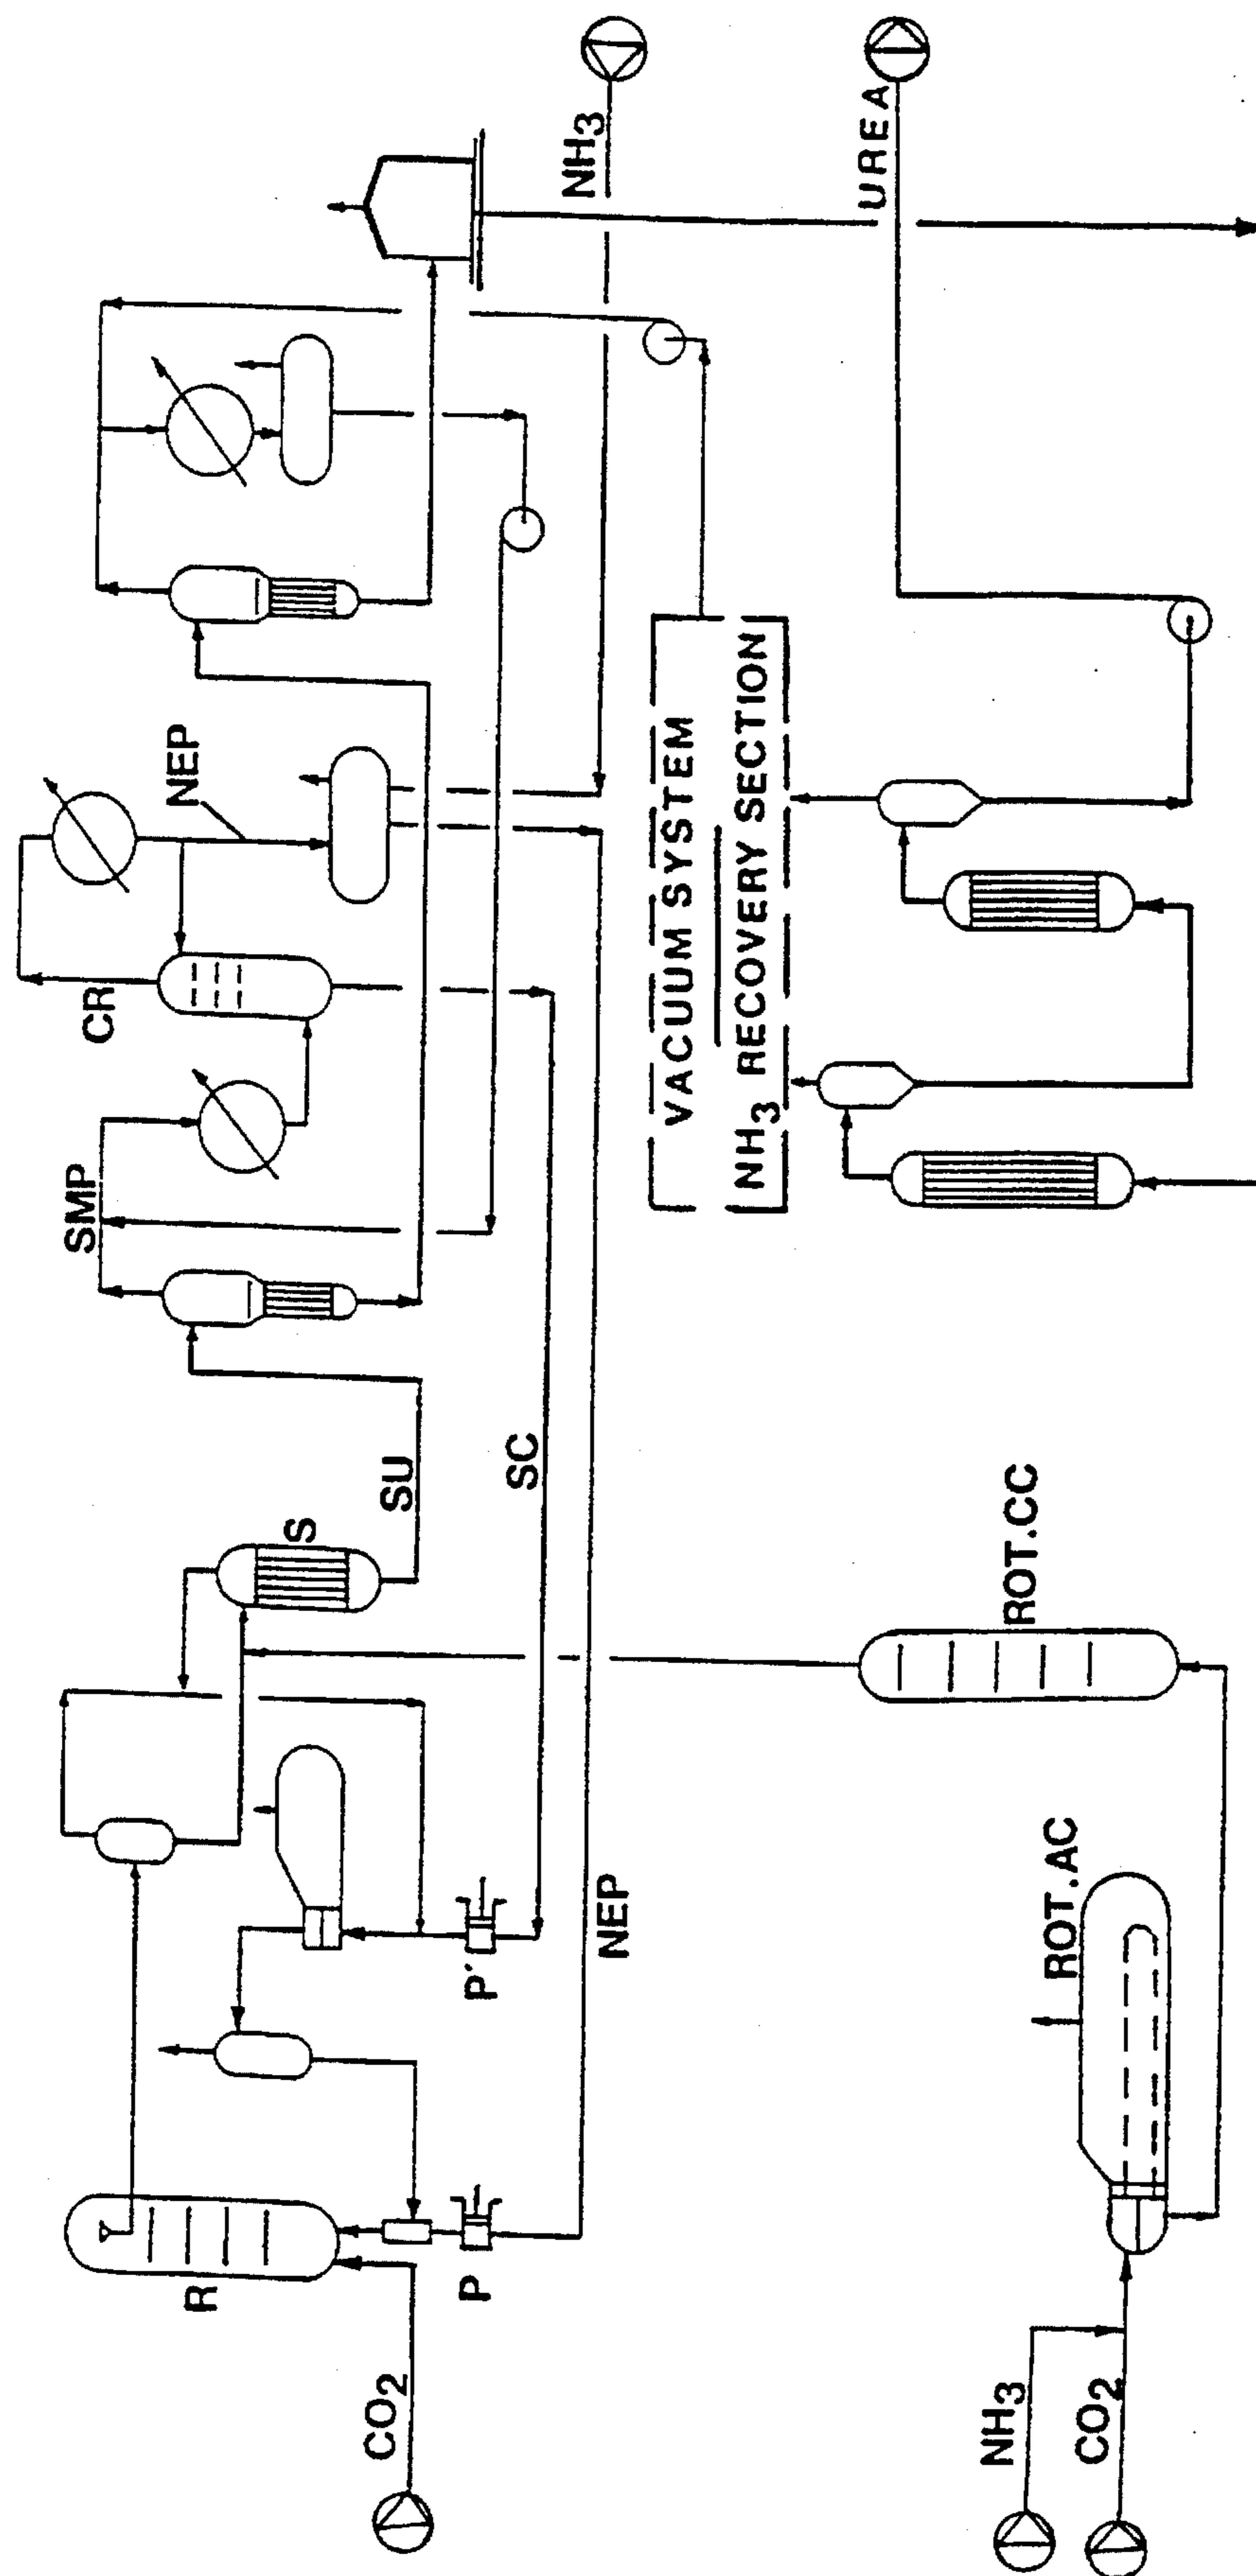 CO2
R
P
P'
NEP
S
SU
SC
SMP
CR
NEP
NH3
UREA
VACUUM SYSTEM
NH3 RECOVERY SECTION
ROT.CC
ROT.AC
NH3
CO2